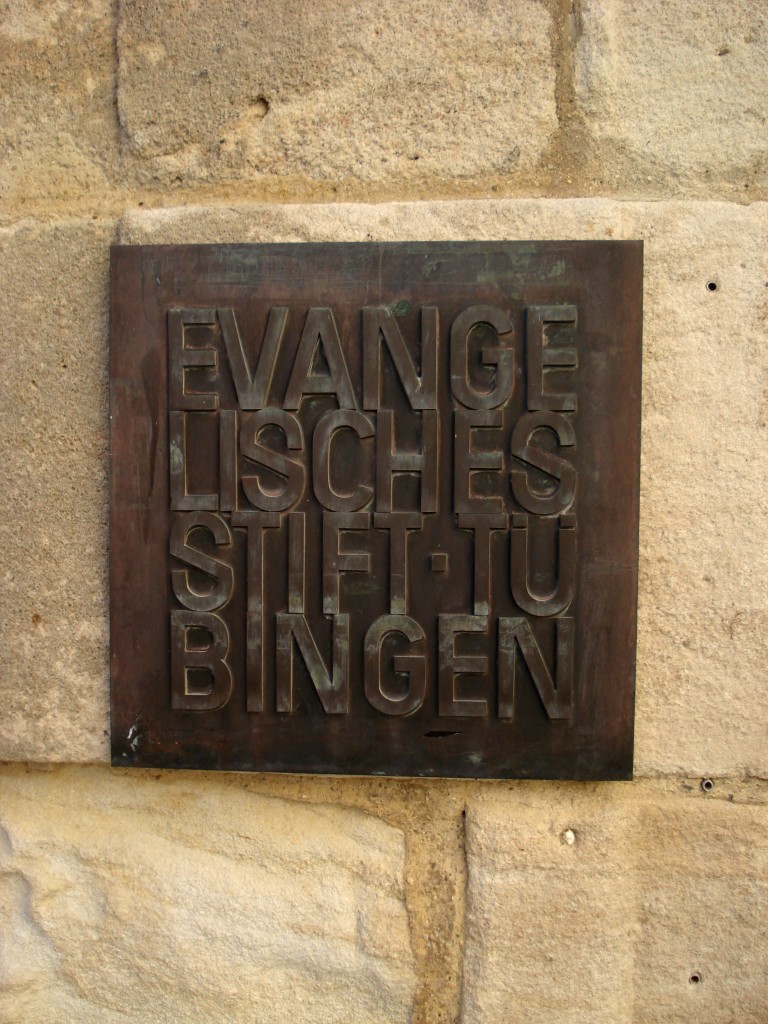 EVANGE
LISCHES
STIFT·TÜ
BINGEN